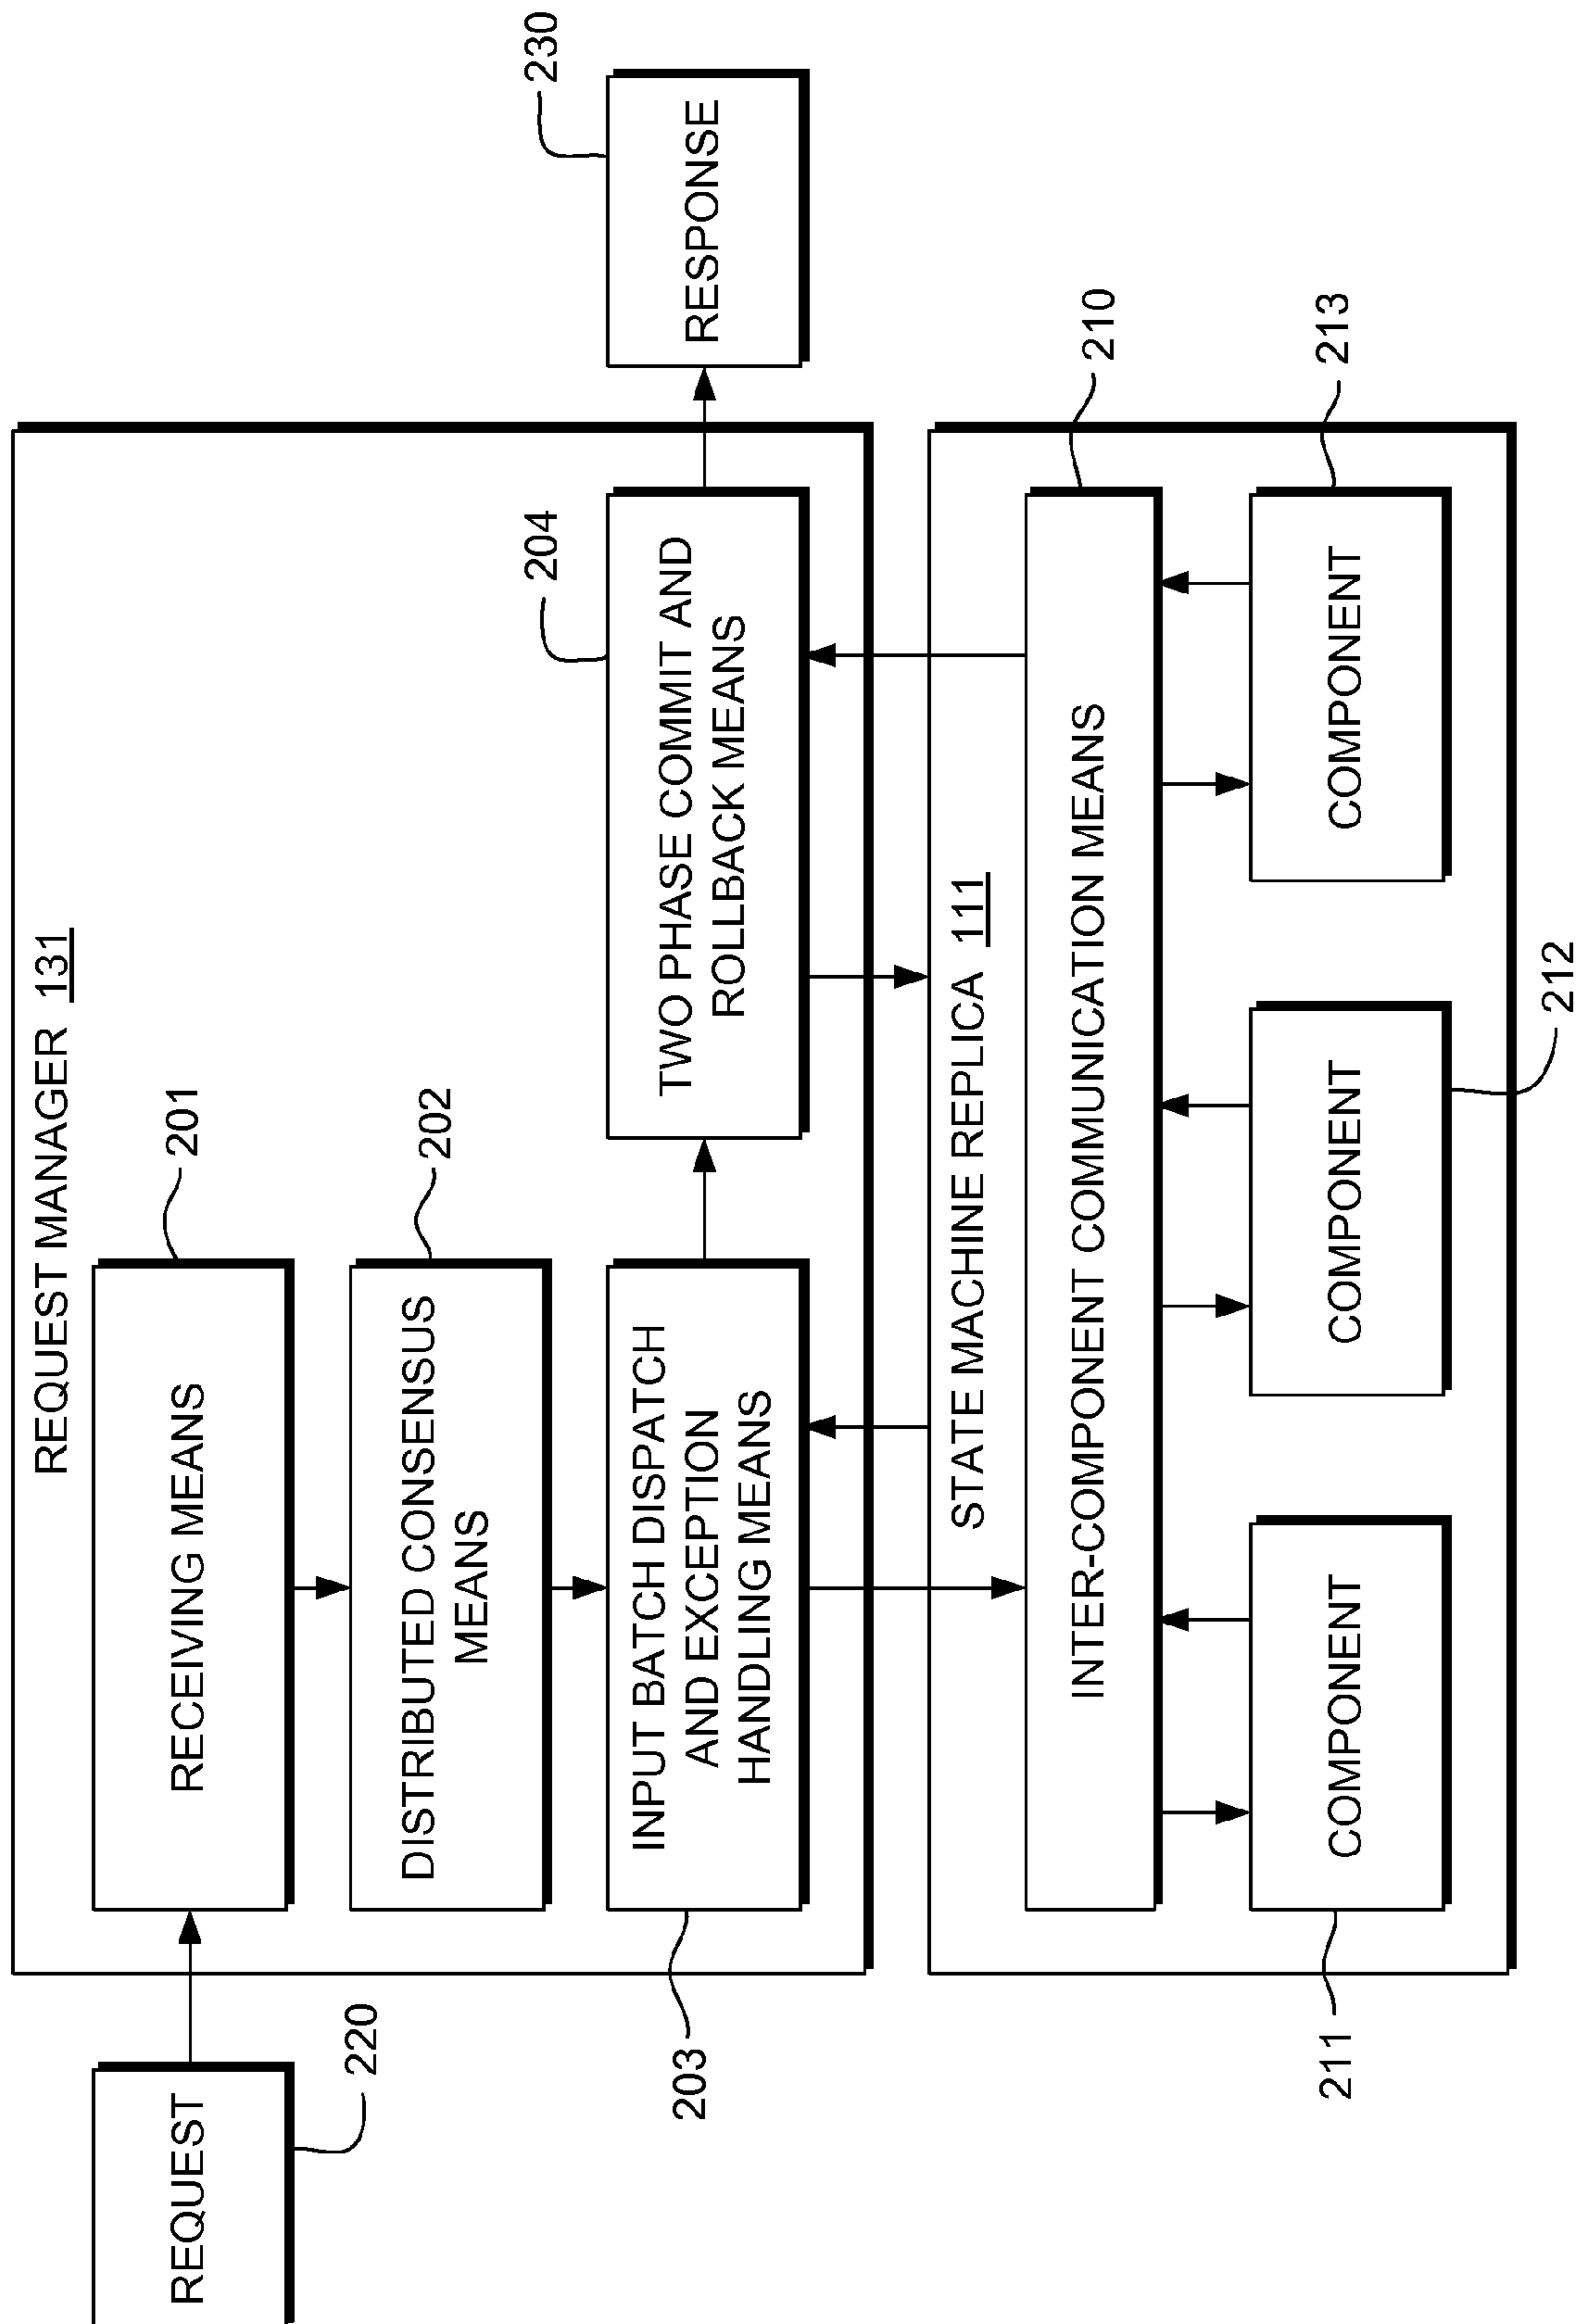 REQUEST
220
REQUEST MANAGER 131
RECEIVING MEANS
201
DISTRIBUTED CONSENSUS
MEANS
202
INPUT BATCH DISPATCH
AND EXCEPTION
HANDLING MEANS
203
TWO PHASE COMMIT AND
ROLLBACK MEANS
204
RESPONSE
230
STATE MACHINE REPLICA 111
INTER-COMPONENT COMMUNICATION MEANS
210
COMPONENT
211
COMPONENT
212
COMPONENT
213